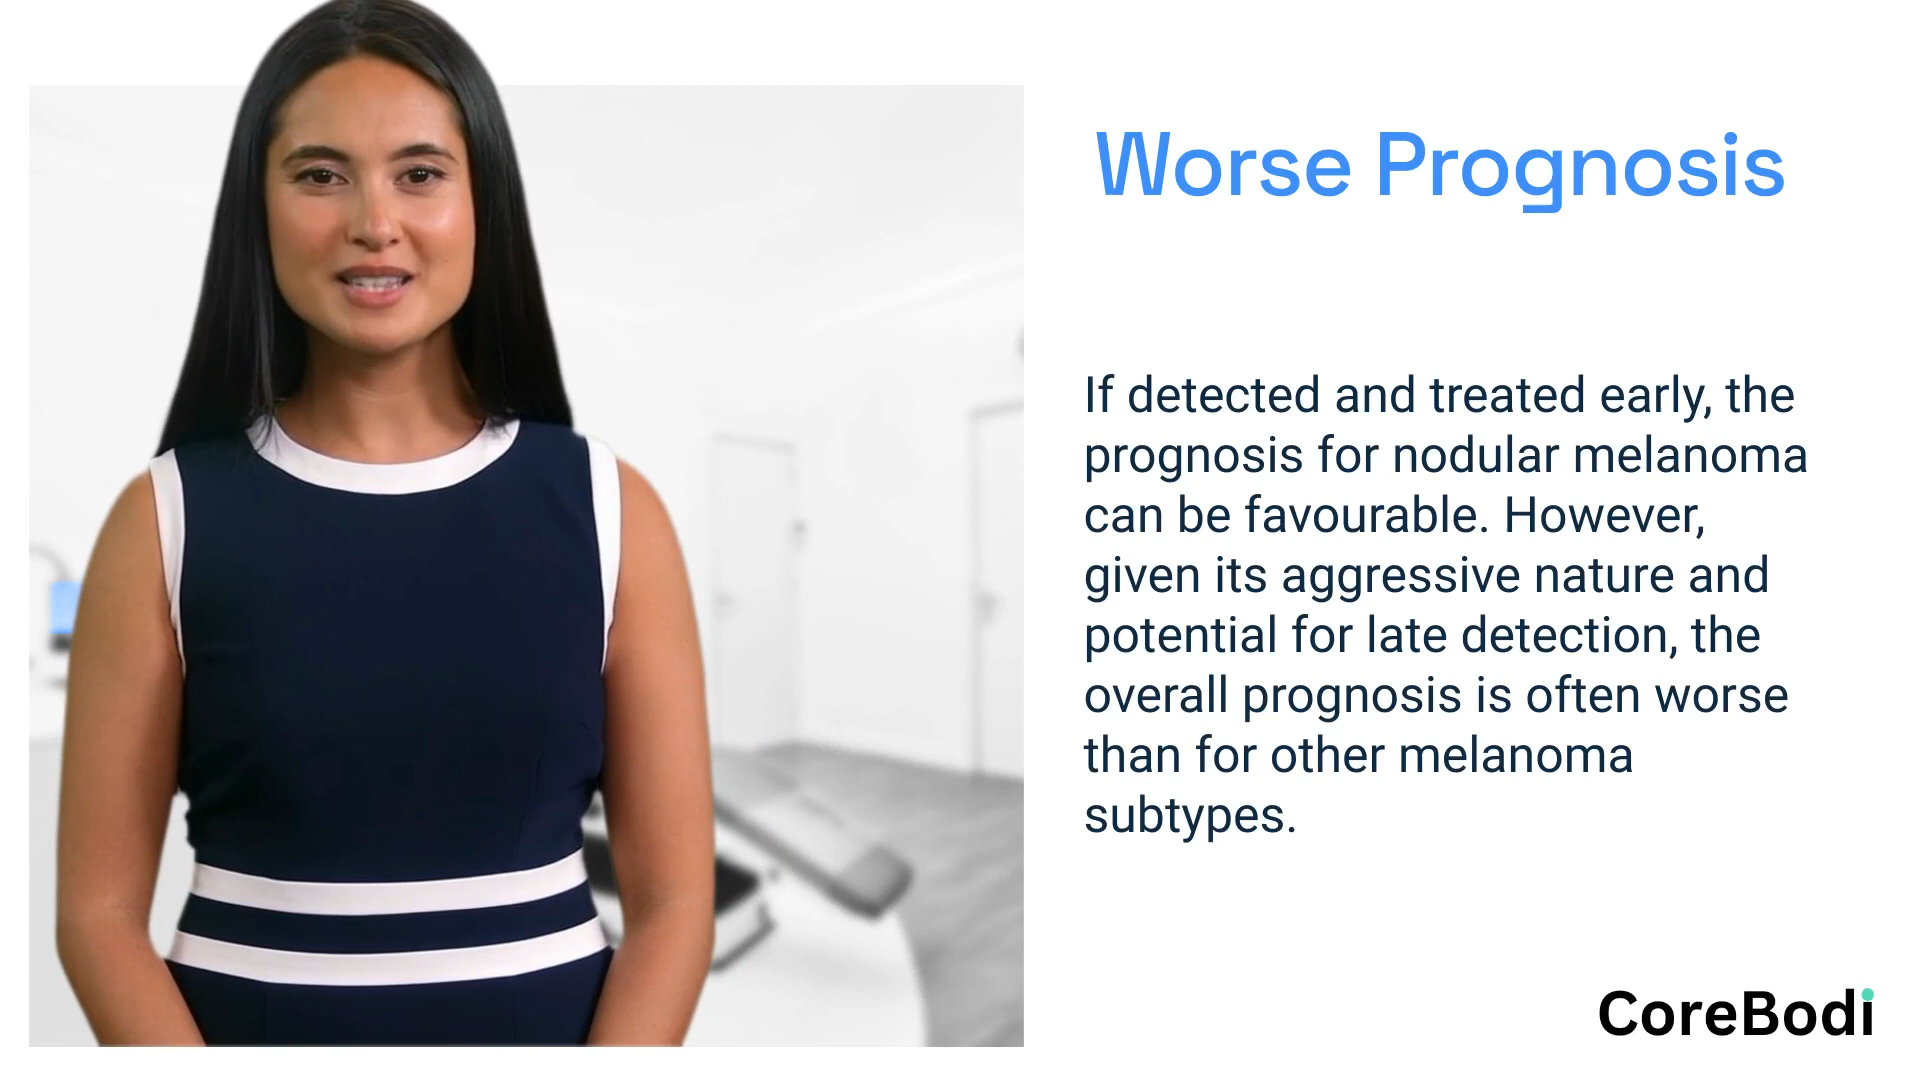 Worse Prognosis
If detected and treated early, the
prognosis for nodular melanoma
can be favourable. However,
given its aggressive nature and
potential for late detection, the
overall prognosis is often worse
than for other melanoma
subtypes.
CoreBodi